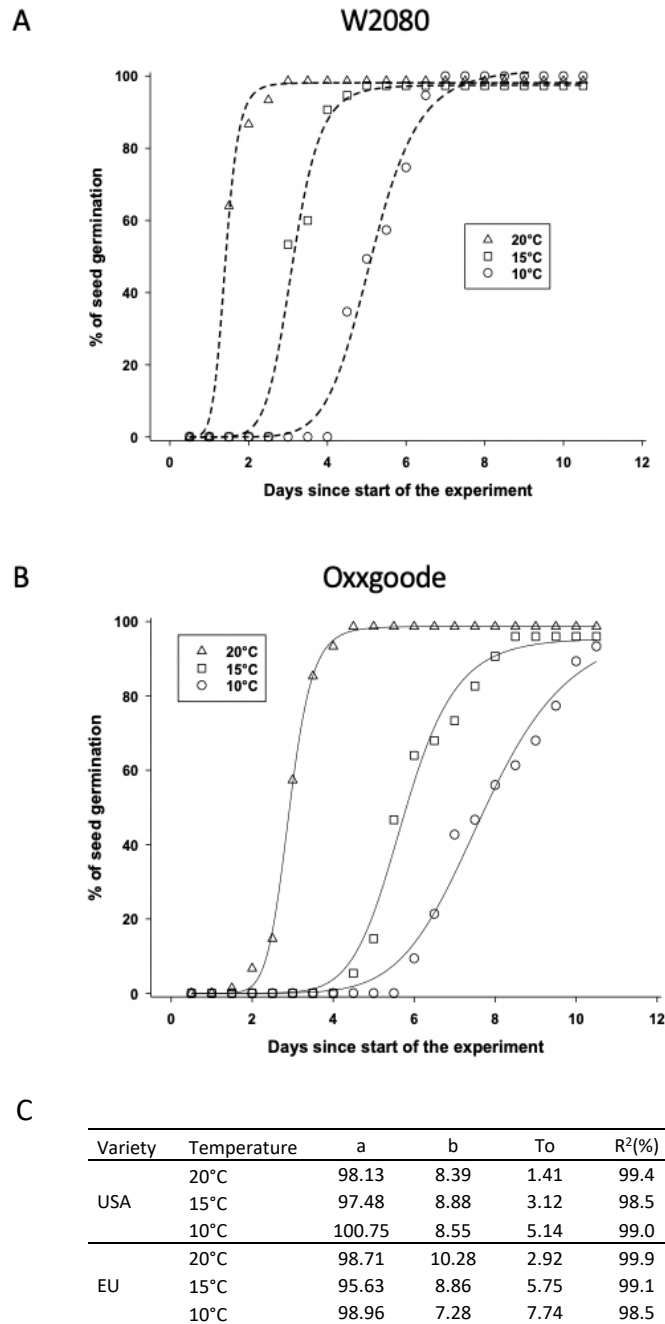 A
W2080
100
80
60
40
20
0
% of seed germination
20°C
15°C
10°C
0 2 4 6 8 10 12
Days since start of the experiment
B
Oxxgoode
100
80
60
40
20
0
% of seed germination
20°C
15°C
10°C
0 2 4 6 8 10 12
Days since start of the experiment
C
Variety Temperature a b To R²(%)
20°C 98.13 8.39 1.41 99.4
USA 15°C 97.48 8.88 3.12 98.5
10°C 100.75 8.55 5.14 99.0
20°C 98.71 10.28 2.92 99.9
EU 15°C 95.63 8.86 5.75 99.1
10°C 98.96 7.28 7.74 98.5